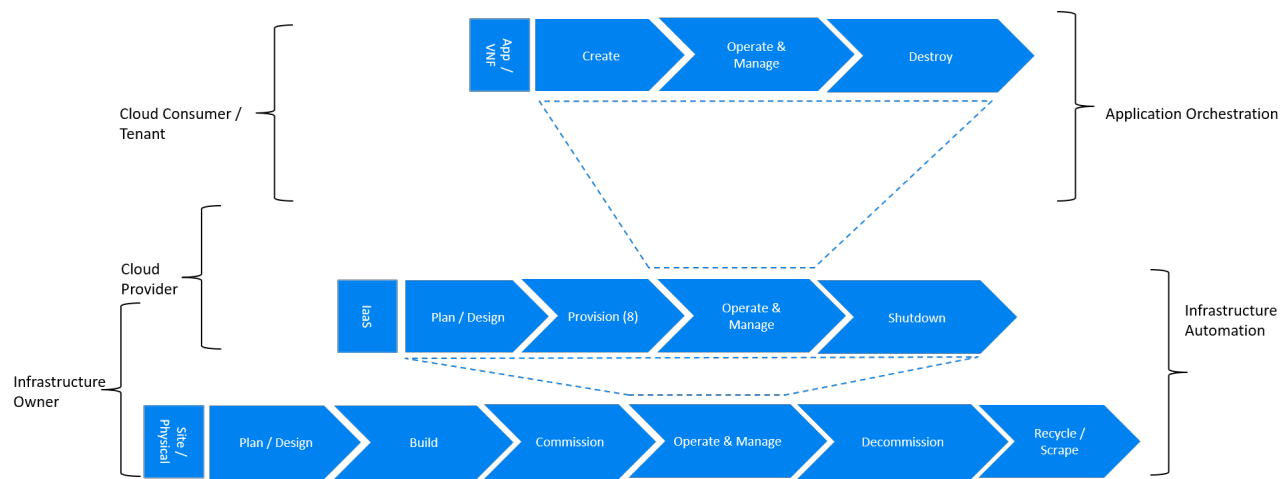 App /
VNF
Create
Operate &
Manage
Destroy
Cloud Consumer /
Tenant
Application Orchestration
Cloud
Provider
IaaS
Plan / Design
Provision (8)
Operate &
Manage
Shutdown
Infrastructure
Automation
Infrastructure
Owner
Site /
Physical
Plan / Design
Build
Commission
Operate & Manage
Decommission
Recycle /
Scrape